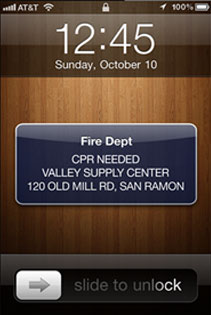 AT&T 100%
12:45
Sunday, October 10
Fire Dept
CPR NEEDED
VALLEY SUPPLY CENTER
120 OLD MILL RD, SAN RAMON
slide to unlock